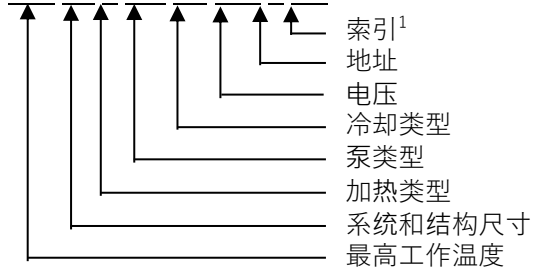 索引¹
地址
电压
冷却类型
泵类型
加热类型
系统和结构尺寸
最高工作温度